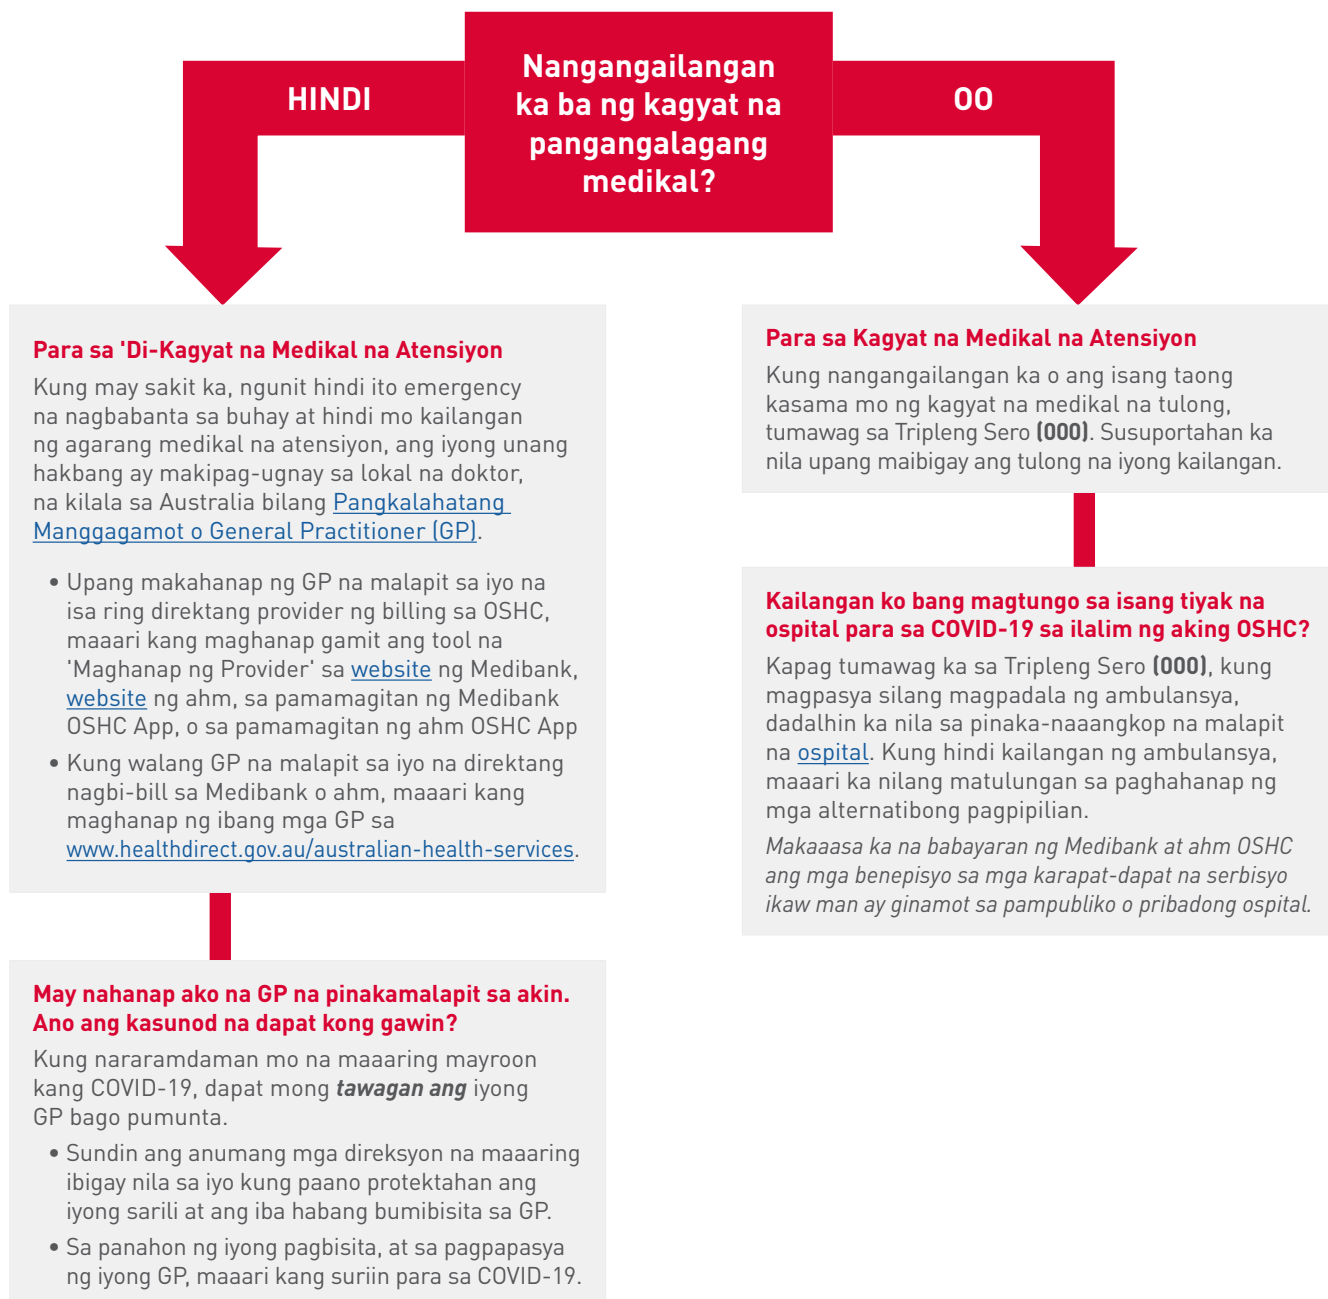 Nangangailangan
ka ba ng kagyat na
pangangalagang
medikal?
HINDI
OO
Para sa 'Di-Kagyat na Medikal na Atensiyon
Kung may sakit ka, ngunit hindi ito emergency
na nagbabanta sa buhay at hindi mo kailangan
ng agarang medikal na atensiyon, ang iyong unang
hakbang ay makipag-ugnay sa lokal na doktor,
na kilala sa Australia bilang Pangkalahatang
Manggagamot o General Practitioner (GP).
• Upang makahanap ng GP na malapit sa iyo na
isa ring direktang provider ng billing sa OSHC,
maaari kang maghanap gamit ang tool na
'Maghanap ng Provider' sa website ng Medibank,
website ng ahm, sa pamamagitan ng Medibank
OSHC App, o sa pamamagitan ng ahm OSHC App
• Kung walang GP na malapit sa iyo na direktang
nagbi-bill sa Medibank o ahm, maaari kang
maghanap ng ibang mga GP sa
www.healthdirect.gov.au/australian-health-services.
May nahanap ako na GP na pinakamalapit sa akin.
Ano ang kasunod na dapat kong gawin?
Kung nararamdaman mo na maaaring mayroon
kang COVID-19, dapat mong tawagan ang iyong
GP bago pumunta.
• Sundin ang anumang mga direksyon na maaaring
ibigay nila sa iyo kung paano protektahan ang
iyong sarili at ang iba habang bumibisita sa GP.
• Sa panahon ng iyong pagbisita, at sa pagpapasya
ng iyong GP, maaari kang suriin para sa COVID-19.
Para sa Kagyat na Medikal na Atensiyon
Kung nangangailangan ka o ang isang taong
kasama mo ng kagyat na medikal na tulong,
tumawag sa Tripleng Sero (000). Susuportahan ka
nila upang maibigay ang tulong na iyong kailangan.
Kailangan ko bang magtungo sa isang tiyak na
ospital para sa COVID-19 sa ilalim ng aking OSHC?
Kapag tumawag ka sa Tripleng Sero (000), kung
magpasya silang magpadala ng ambulansya,
dadalhin ka nila sa pinaka-naaangkop na malapit
na ospital. Kung hindi kailangan ng ambulansya,
maaari ka nilang matulungan sa paghahanap ng
mga alternatibong pagpipilian.
Makaaasa ka na babayaran ng Medibank at ahm OSHC
ang mga benepisyo sa mga karapat-dapat na serbisyo
ikaw man ay ginamot sa pampubliko o pribadong ospital.